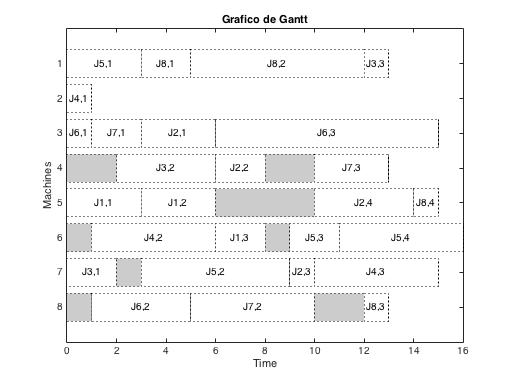 Grafico de Gantt
Machines
1 J5,1 J8,1 J8,2 J3,3
2 J4,1
3 J6,1 J7,1 J2,1 J6,3
4 J3,2 J2,2 J7,3
5 J1,1 J1,2 J2,4 J8,4
6 J4,2 J1,3 J5,3 J5,4
7 J3,1 J5,2 J2,3 J4,3
8 J6,2 J7,2 J8,3
0 2 4 6 8 10 12 14 16
Time